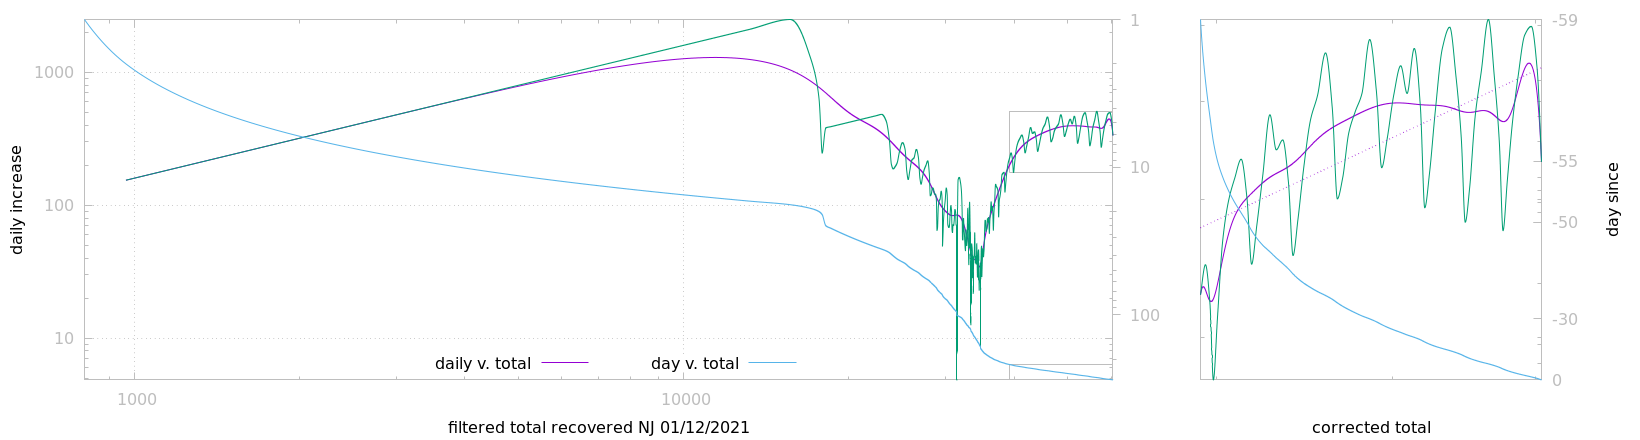 1
-59
1000
daily increase
10
-55
day since
100
-50
100
-30
10
daily v. total
day v. total
0
1000
10000
filtered total recovered NJ 01/12/2021
corrected total